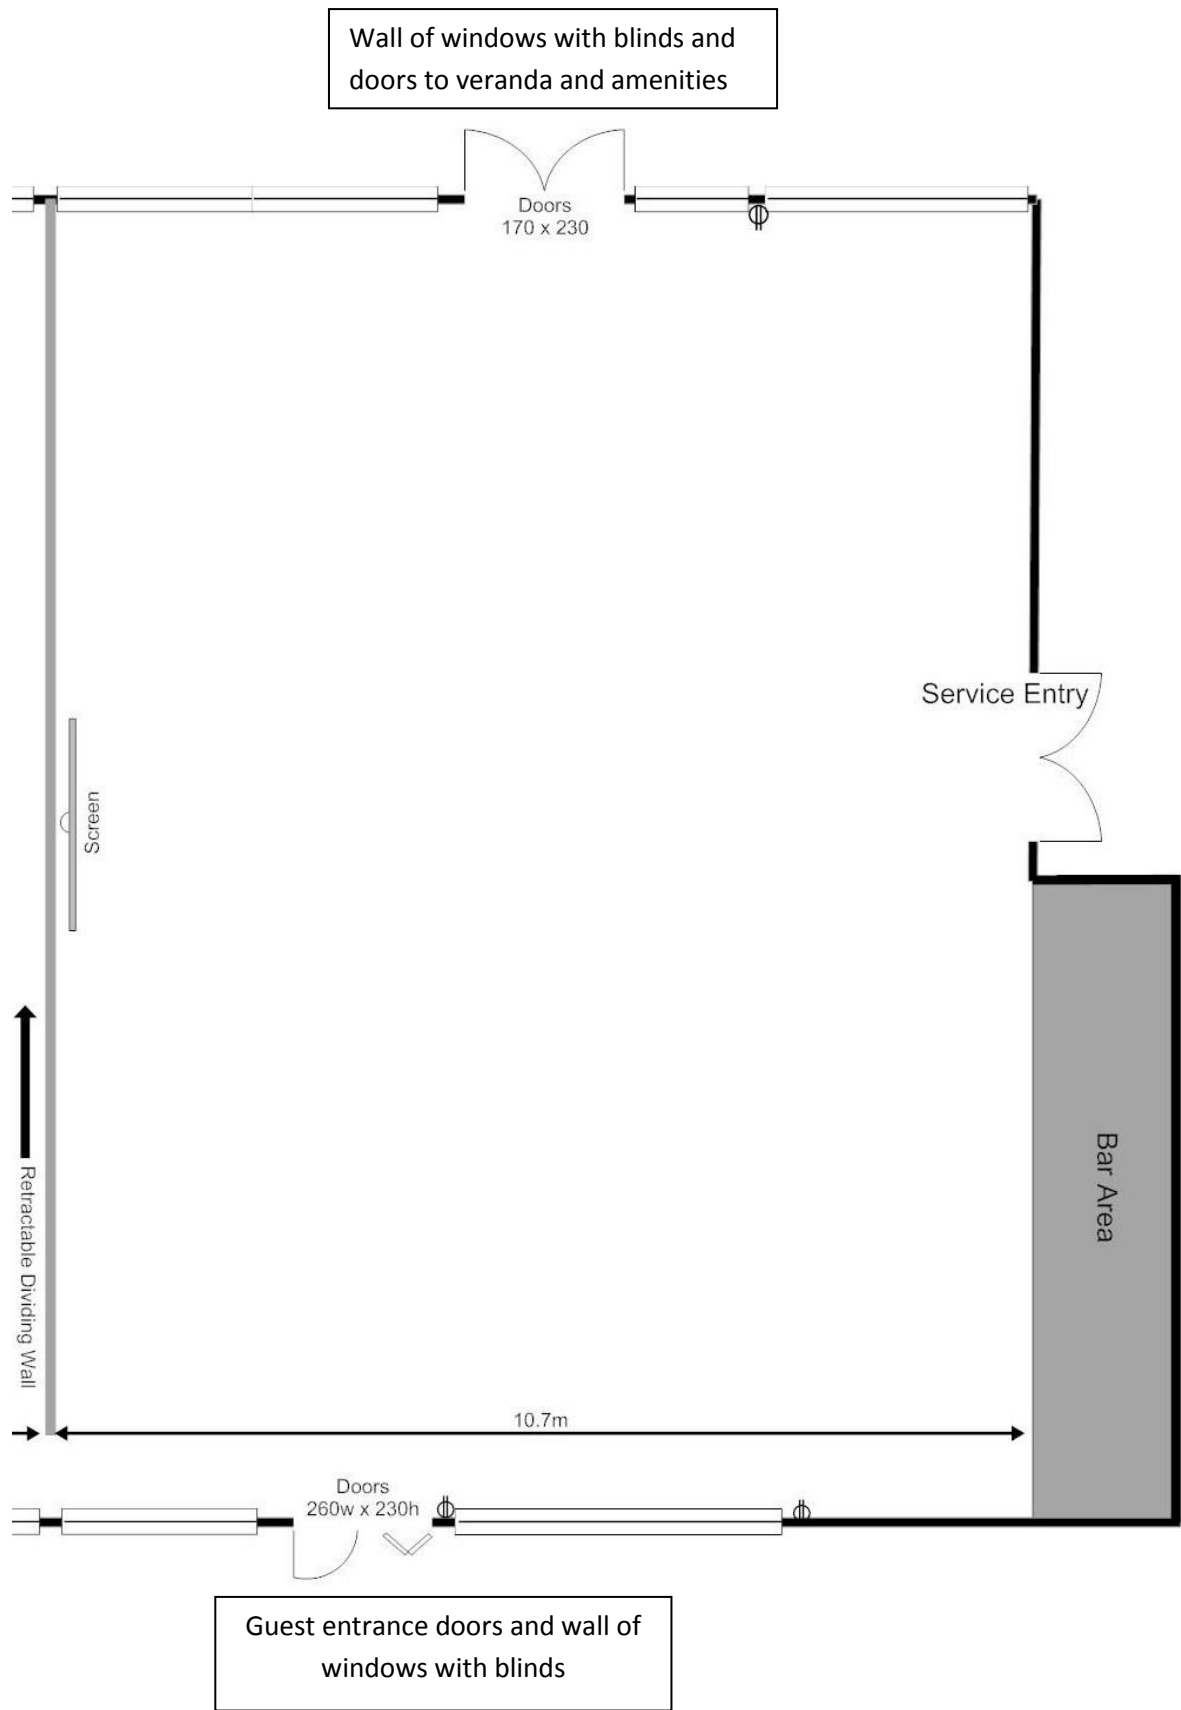 Wall of windows with blinds and
doors to veranda and amenities
Doors
170 x 230
Service Entry
Screen
Bar Area
Retractable Dividing Wall
10.7m
Doors
260w x 230h
Guest entrance doors and wall of
windows with blinds